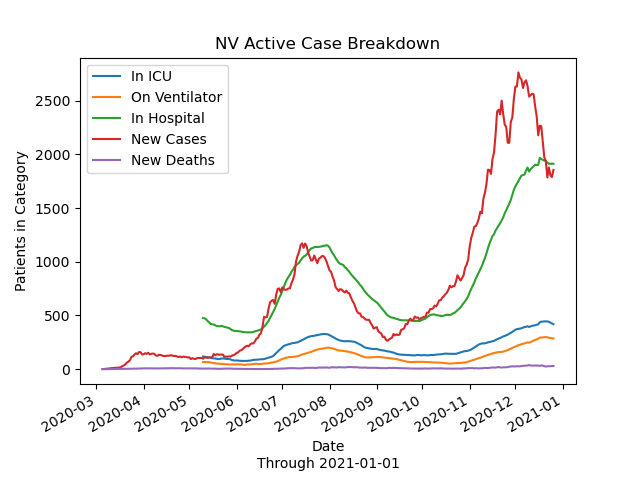 NV Active Case Breakdown
In ICU
On Ventilator
In Hospital
New Cases
New Deaths
Patients in Category
2500
2000
1500
1000
500
0
2020-03
2020-04
2020-05
2020-06
2020-07
2020-08
2020-09
2020-10
2020-11
2020-12
2021-01
Date
Through 2021-01-01